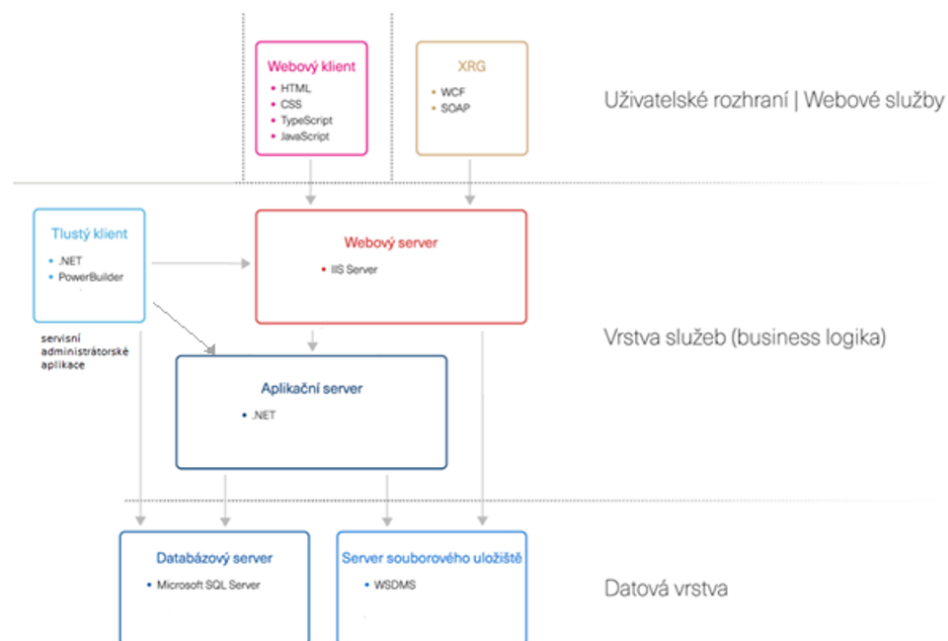 Webový klient
• HTML
• CSS
• TypeScript
• JavaScript
XRG
• WCF
• SOAP
Uživatelské rozhraní | Webové služby
Tlustý klient
• .NET
• PowerBuilder
servisní
administrátorské
aplikace
Webový server
• IIS Server
Vrstva služeb (business logika)
Aplikační server
• .NET
Databázový server
• Microsoft SQL Server
Server souborového uložiště
• WSDMS
Datová vrstva